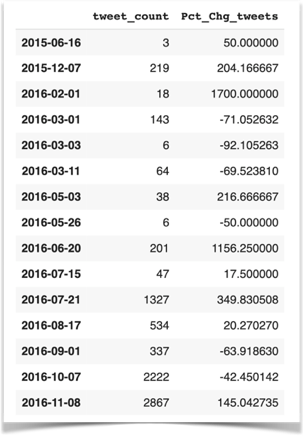 tweet_count Pct_Chg_tweets
2015-06-16 3 50.000000
2015-12-07 219 204.166667
2016-02-01 18 1700.000000
2016-03-01 143 -71.052632
2016-03-03 6 -92.105263
2016-03-11 64 -69.523810
2016-05-03 38 216.666667
2016-05-26 6 -50.000000
2016-06-20 201 1156.250000
2016-07-15 47 17.500000
2016-07-21 1327 349.830508
2016-08-17 534 20.270270
2016-09-01 337 -63.918630
2016-10-07 2222 -42.450142
2016-11-08 2867 145.042735